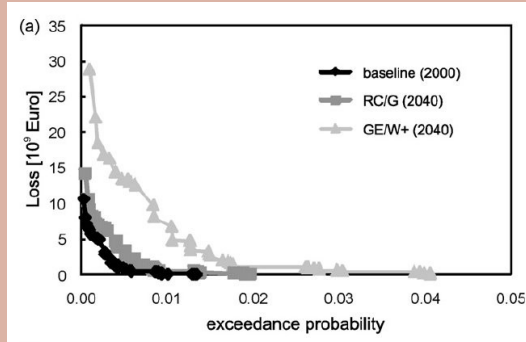 (a)
35
30
25
20
15
10
5
0
Loss [10⁹ Euro]
baseline (2000)
RC/G (2040)
GE/W+ (2040)
0.00 0.01 0.02 0.03 0.04 0.05
exceedance probability